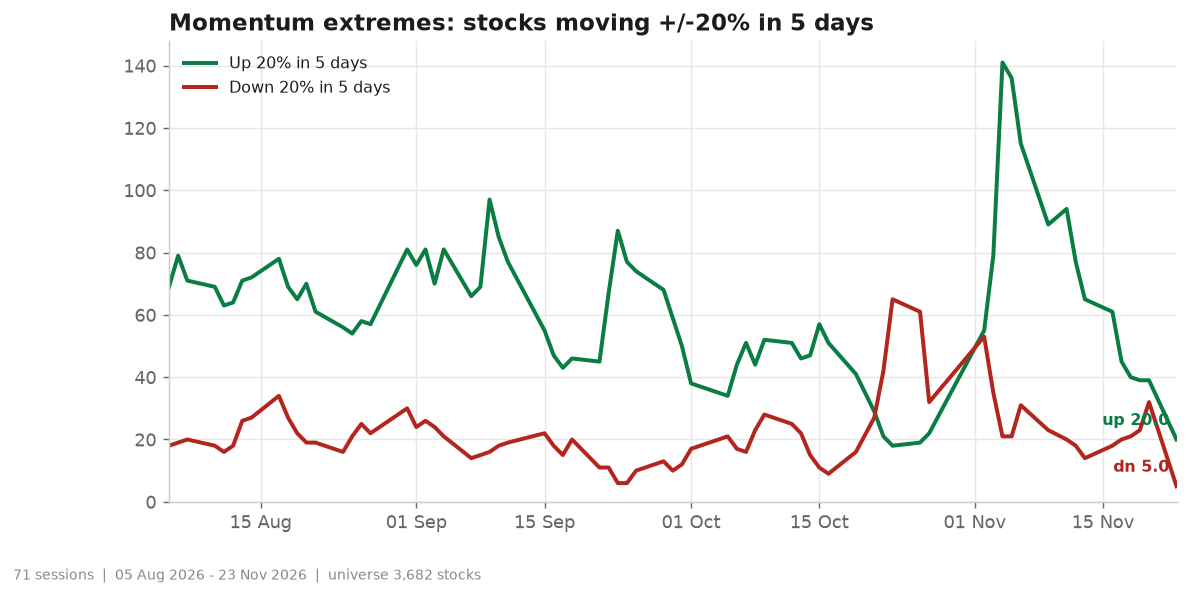 Momentum extremes: stocks moving +/-20% in 5 days
Up 20% in 5 days
Down 20% in 5 days
140
120
100
80
60
40
20
0
up 20.0
dn 5.0
15 Aug
01 Sep
15 Sep
01 Oct
15 Oct
01 Nov
15 Nov
71 sessions | 05 Aug 2026 - 23 Nov 2026 | universe 3,682 stocks